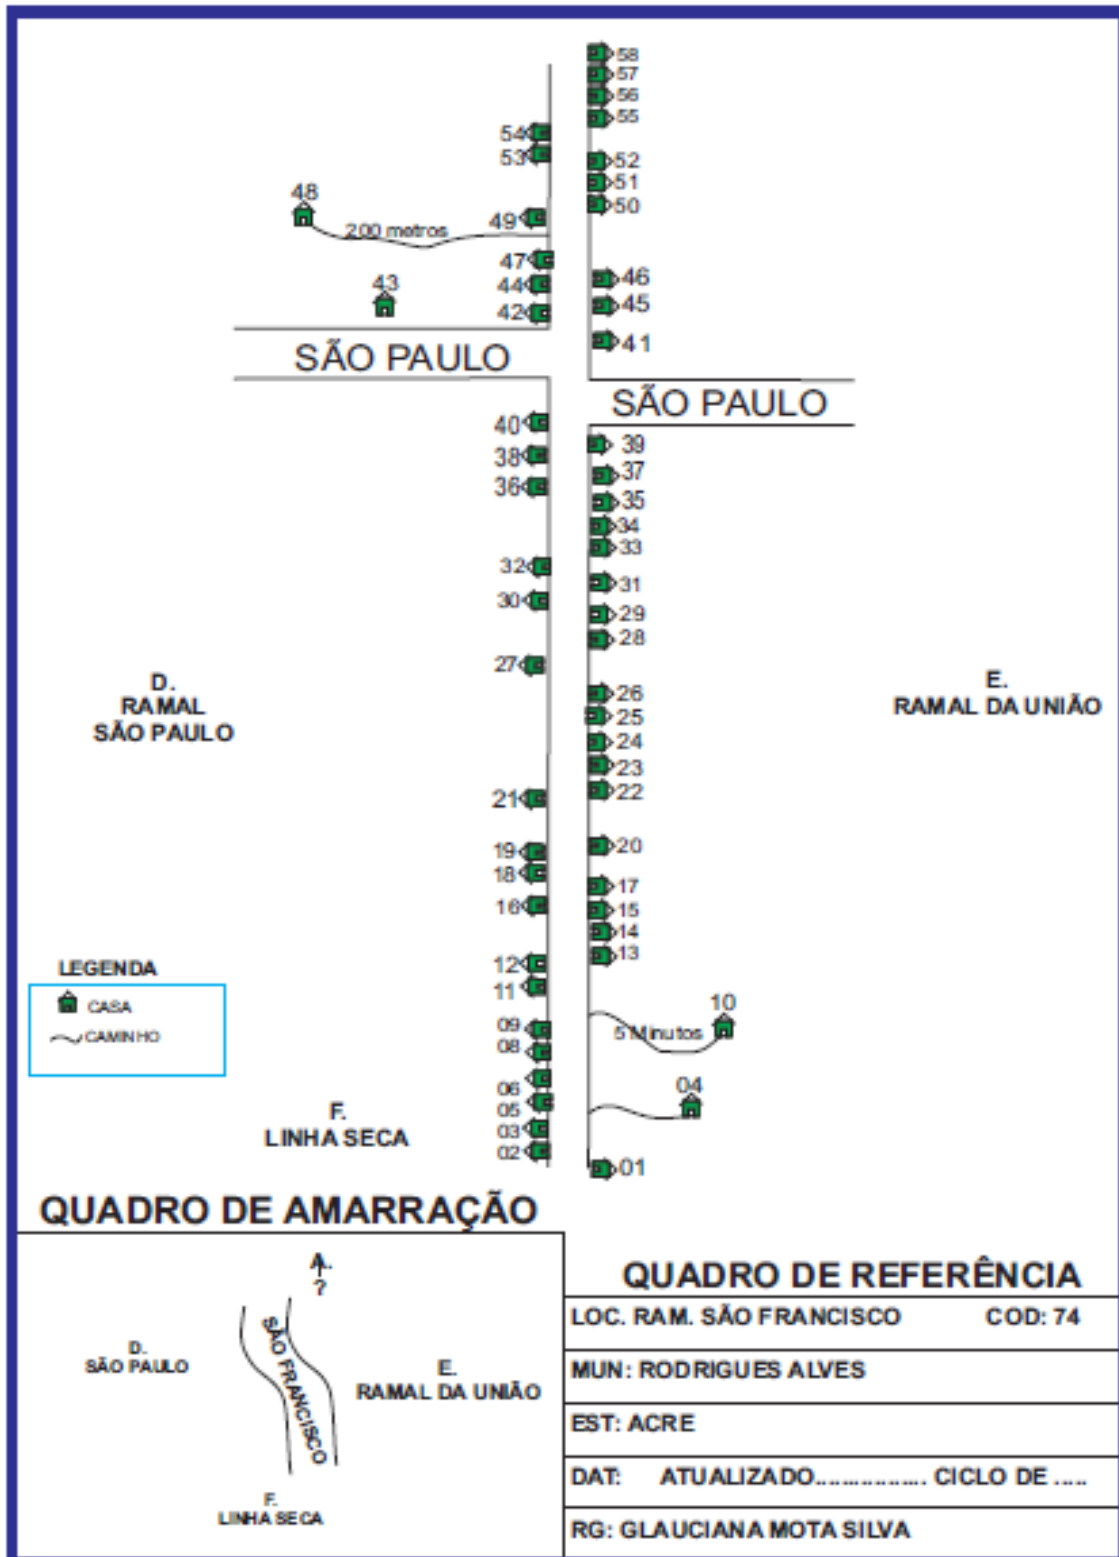 58
57
56
55
54
53
52
51
50
48
49
200 metros
47
46
44
43
45
42
41
SÃO PAULO
SÃO PAULO
40
39
38
37
36
35
34
33
32
31
30
29
28
27
26
25
24
23
22
21
20
19
18
17
16
15
14
13
12
11
10
09
5 Minutos
08
06
04
05
03
02
01
D.
RAMAL
SÃO PAULO
E.
RAMAL DA UNIÃO
LEGENDA
CASA
CAMINHO
F.
LINHA SECA
QUADRO DE AMARRAÇÃO
A.
?
D.
SÃO PAULO
SÃO FRANCISCO
E.
RAMAL DA UNIÃO
F.
LINHA SECA
QUADRO DE REFERÊNCIA
LOC. RAM. SÃO FRANCISCO COD: 74
MUN: RODRIGUES ALVES
EST: ACRE
DAT: ATUALIZADO................. CICLO DE .....
RG: GLAUCIANA MOTA SILVA